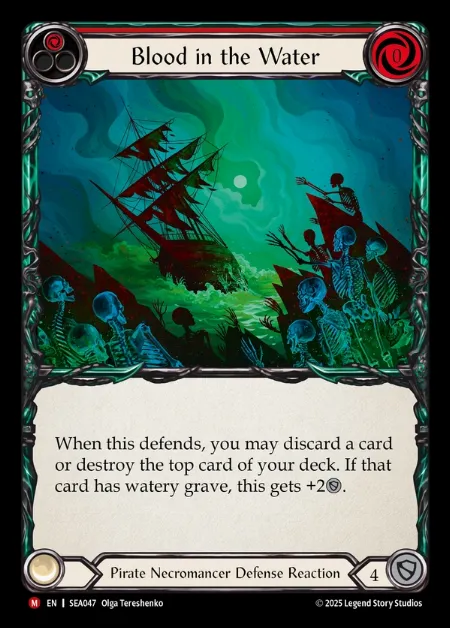 Blood in the Water
0
When this defends, you may discard a card
or destroy the top card of your deck. If that
card has watery grave, this gets +2.
Pirate Necromancer Defense Reaction
4
M EN | SEA047 Olga Tereshenko
© 2025 Legend Story Studios